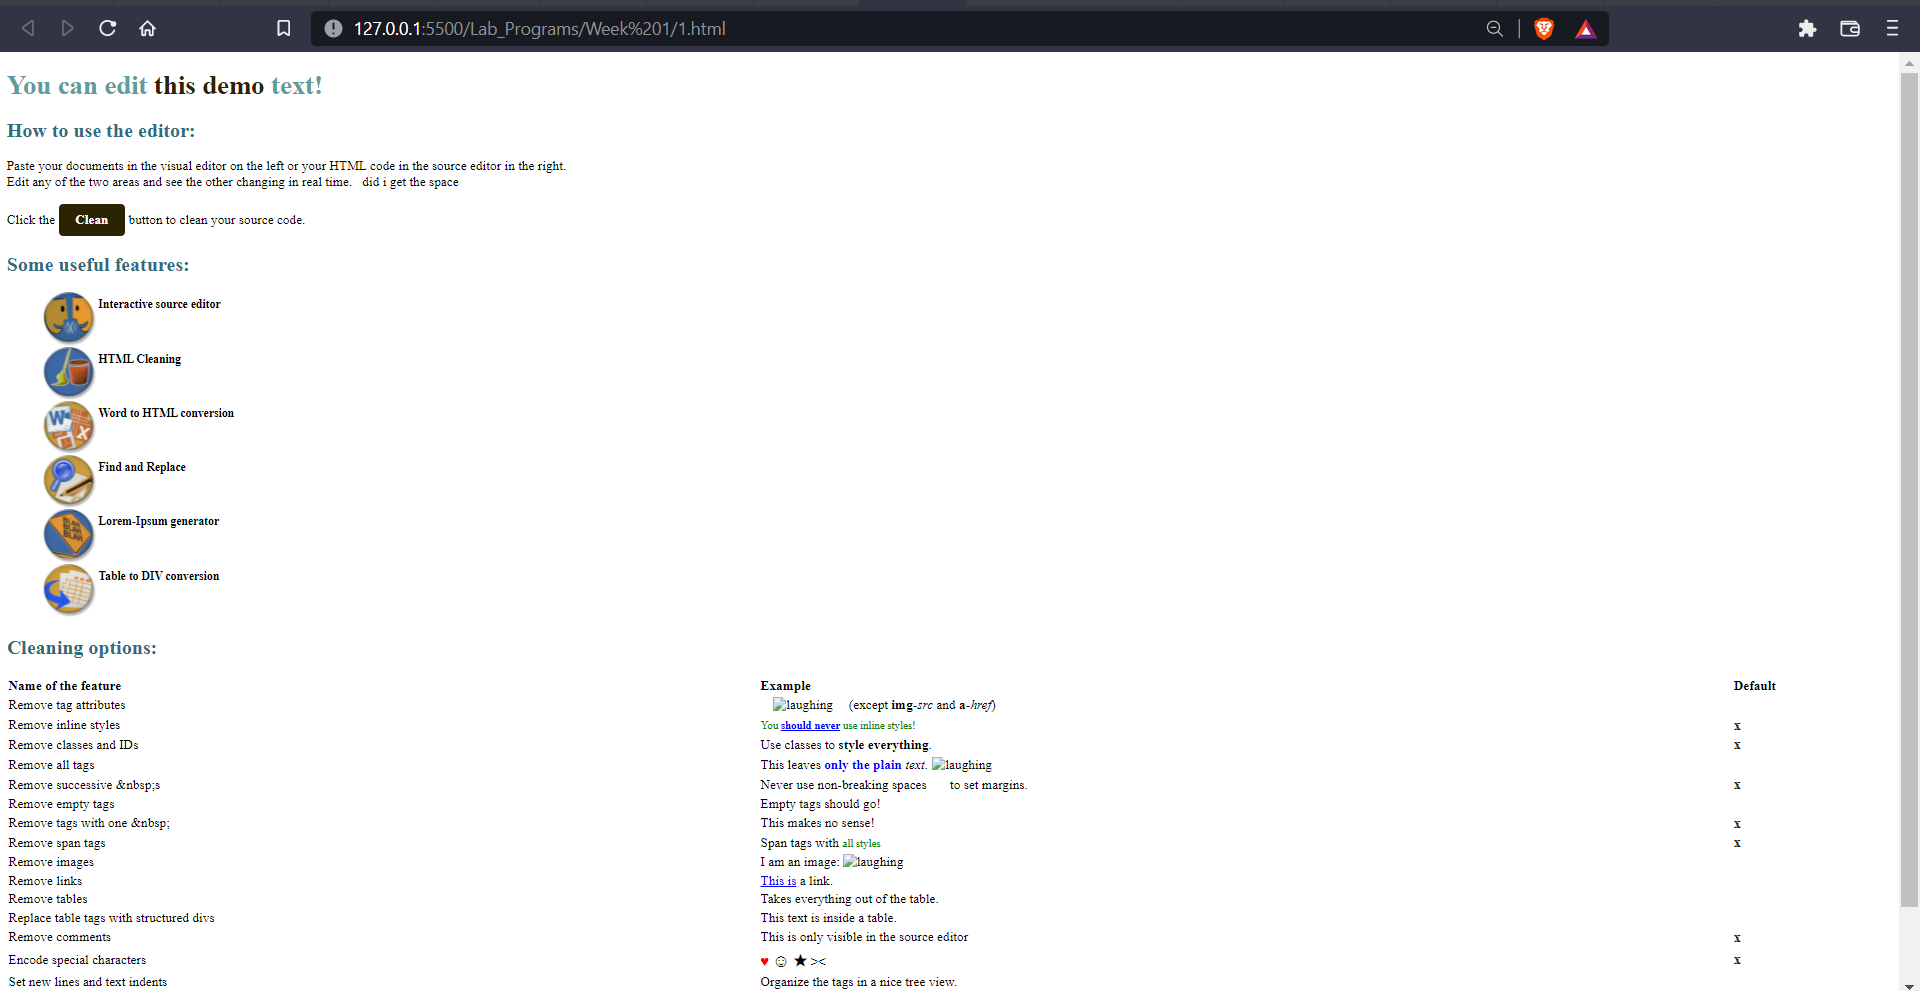 127.0.0.1:5500/Lab_Programs/Week%201/1.html
You can edit this demo text!
How to use the editor:
Paste your documents in the visual editor on the left or your HTML code in the source editor in the right.
Edit any of the two areas and see the other changing in real time.   did i get the space
Click the Clean button to clean your source code.
Some useful features:
Interactive source editor
HTML Cleaning
Word to HTML conversion
Find and Replace
BLAH BLAH BLAH
Lorem-Ipsum generator
Table to DIV conversion
Cleaning options:
Name of the feature Example Default
Remove tag attributes laughing (except img-src and a-href)
Remove inline styles You should never use inline styles! x
Remove classes and IDs Use classes to style everything. x
Remove all tags This leaves only the plain text. laughing
Remove successive &nbsp;s Never use non-breaking spaces to set margins. x
Remove empty tags Empty tags should go!
Remove tags with one &nbsp; This makes no sense! x
Remove span tags Span tags with all styles x
Remove images I am an image: laughing
Remove links This is a link.
Remove tables Takes everything out of the table.
Replace table tags with structured divs This text is inside a table.
Remove comments This is only visible in the source editor x
Encode special characters ♥ ☺ ★ >< x
Set new lines and text indents Organize the tags in a nice tree view.